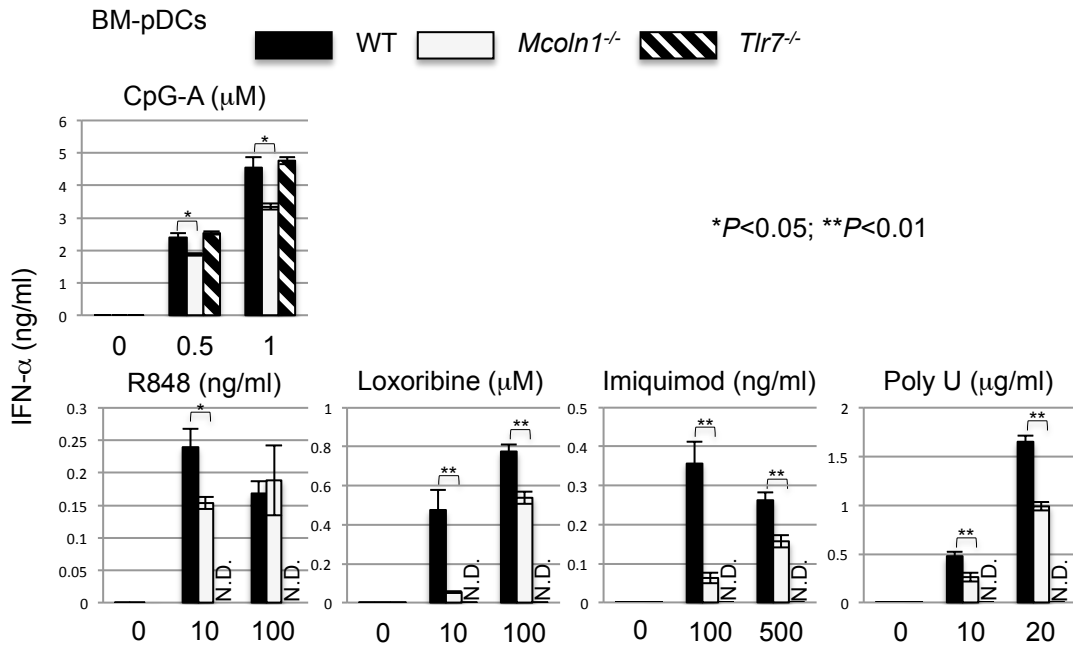 BM-pDCs
WT Mcoln1-/- Tlr7-/-
CpG-A (μM)
6
5
4
3
2
1
0
* *
0 0.5 1
*P<0.05; **P<0.01
IFN-α (ng/ml)
R848 (ng/ml)
0.3
0.25
0.2
0.15
0.1
0.05
0
*
N.D. N.D.
0 10 100
Loxoribine (μM)
1
0.8
0.6
0.4
0.2
0
** **
N.D. N.D.
0 10 100
Imiquimod (ng/ml)
0.5
0.4
0.3
0.2
0.1
0
** **
N.D. N.D.
0 100 500
Poly U (μg/ml)
2
1.5
1
0.5
0
** **
N.D. N.D.
0 10 20